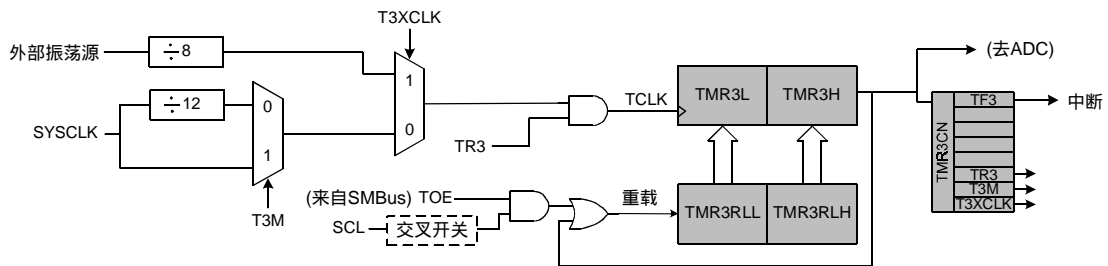 T3XCLK
外部振荡源
÷8
(去ADC)
1
TMR3L
TMR3H
÷12
0
TCLK
TF3
中断
SYSCLK
0
TR3
TMR3CN
1
TR3
(来自SMBus) TOE
重载
T3M
T3M
TMR3RLL
TMR3RLH
T3XCLK
SCL
交叉开关